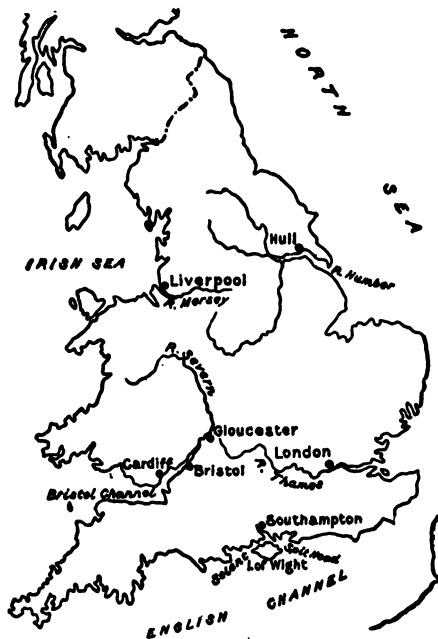 NORTH
SEA
Hull
R. Humber
IRISH SEA
Liverpool
R. Mersey
R. Severn
Gloucester
Cardiff
London
Bristol
R. Thames
Bristol Channel
Southampton
Solent
Spithead
I.of Wight
ENGLISH CHANNEL